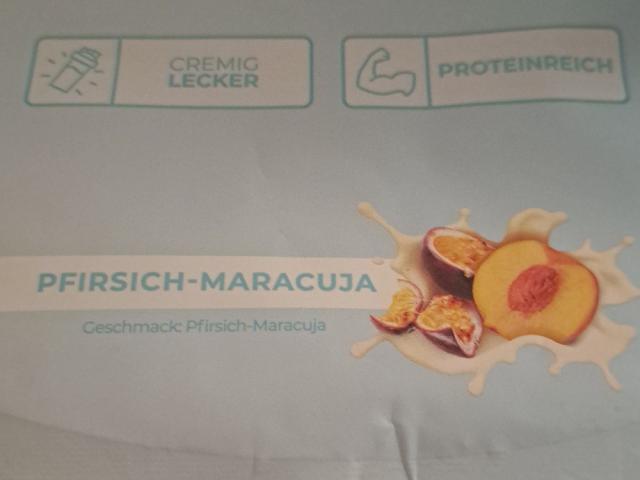 CREMIG
LECKER
PROTEINREICH
PFIRSICH-MARACUJA
Geschmack: Pfirsich-Maracuja